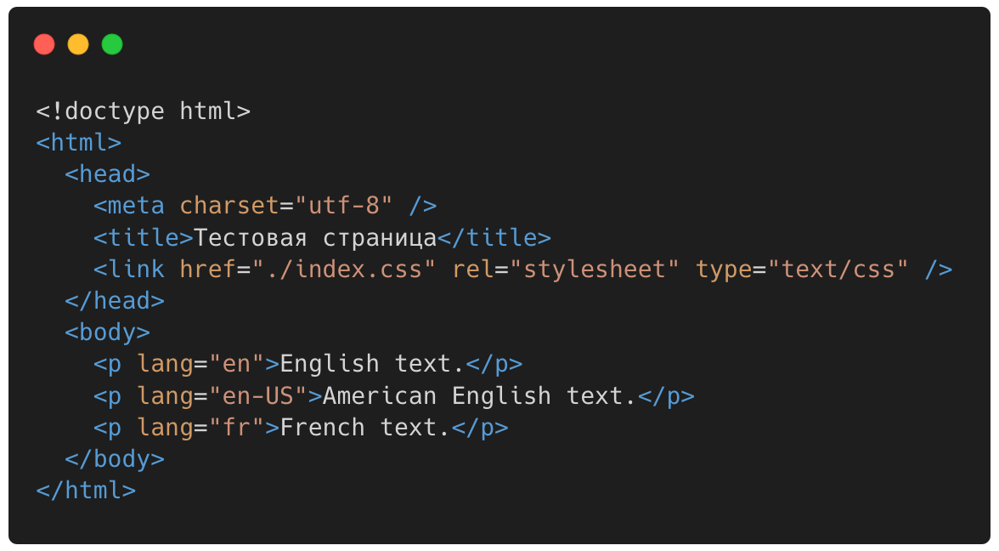 <!doctype html>
<html>
  <head>
    <meta charset="utf-8" />
    <title>Тестовая страница</title>
    <link href="./index.css" rel="stylesheet" type="text/css" />
  </head>
  <body>
    <p lang="en">English text.</p>
    <p lang="en-US">American English text.</p>
    <p lang="fr">French text.</p>
  </body>
</html>